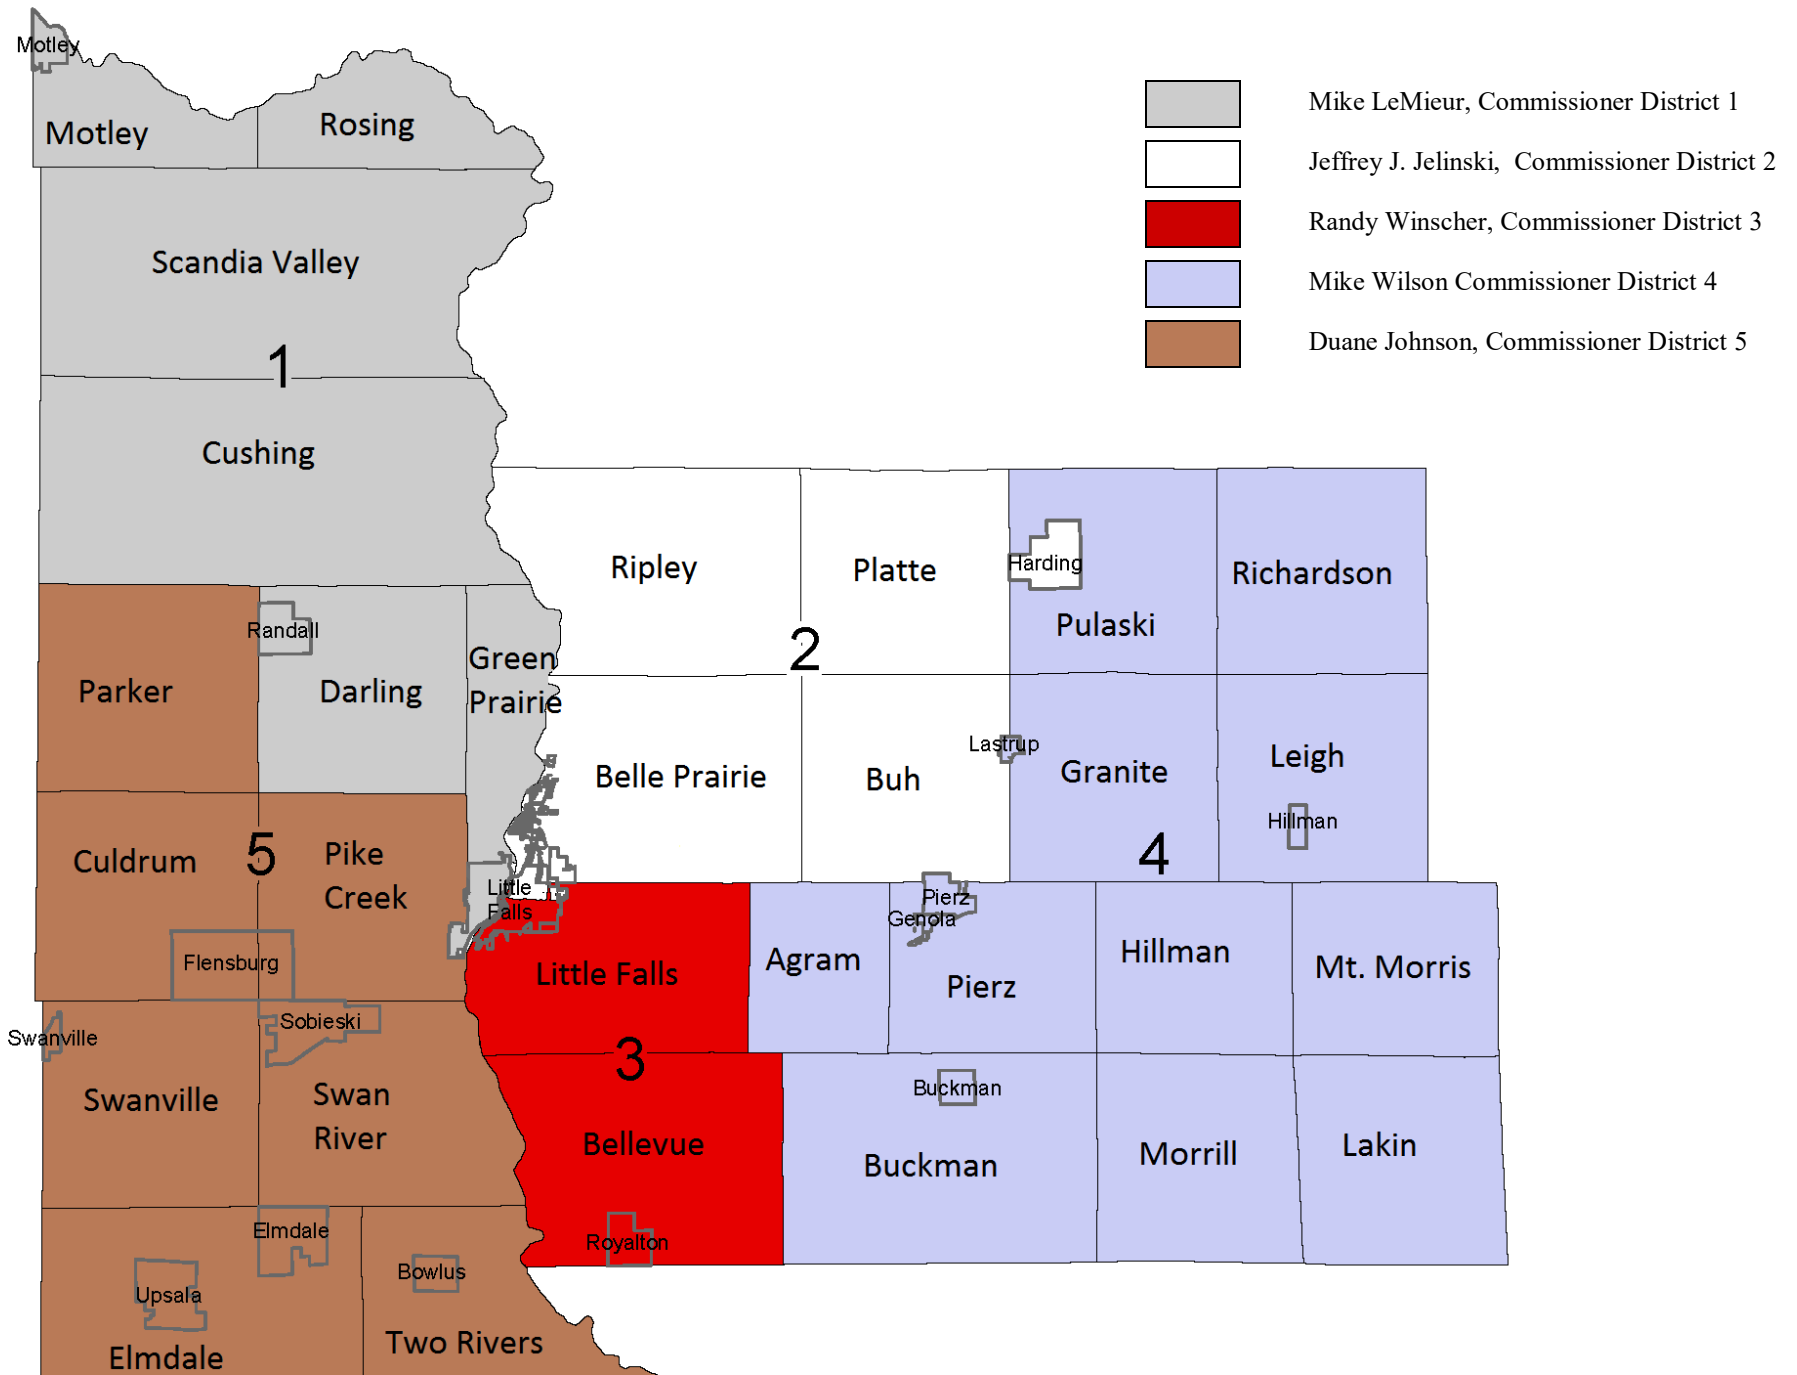 Motley
Motley
Rosing
Mike LeMieur, Commissioner District 1
Jeffrey J. Jelinski, Commissioner District 2
Randy Winscher, Commissioner District 3
Mike Wilson Commissioner District 4
Duane Johnson, Commissioner District 5
Scandia Valley
1
Cushing
Ripley
Platte
Harding
Richardson
Pulaski
Randall
Green
Prairie
2
Parker
Darling
Belle Prairie
Buh
Lastrup
Granite
Leigh
Hillman
Culdrum
5
Pike
Creek
4
Little
Falls
Pierz
Genola
Flensburg
Little Falls
Agram
Pierz
Hillman
Mt. Morris
Swanville
Sobieski
3
Swanville
Swan
River
Bellevue
Buckman
Buckman
Morrill
Lakin
Elmdale
Royalton
Upsala
Bowlus
Elmdale
Two Rivers